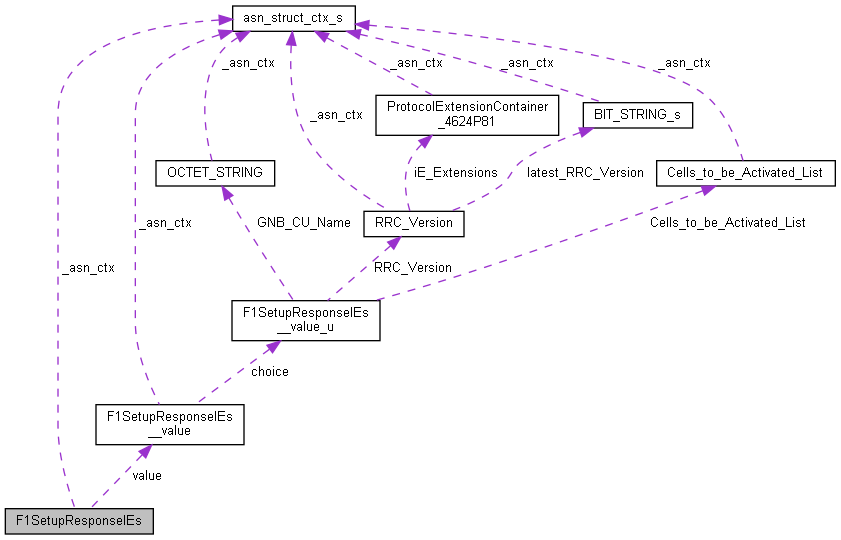 asn_struct_ctx_s
_asn_ctx
_asn_ctx
_asn_ctx
_asn_ctx
ProtocolExtensionContainer
_4624P81
BIT_STRING_s
_asn_ctx
OCTET_STRING
iE_Extensions
latest_RRC_Version
Cells_to_be_Activated_List
_asn_ctx
GNB_CU_Name
RRC_Version
Cells_to_be_Activated_List
_asn_ctx
RRC_Version
F1SetupResponseIEs
__value_u
choice
F1SetupResponseIEs
__value
value
F1SetupResponseIEs